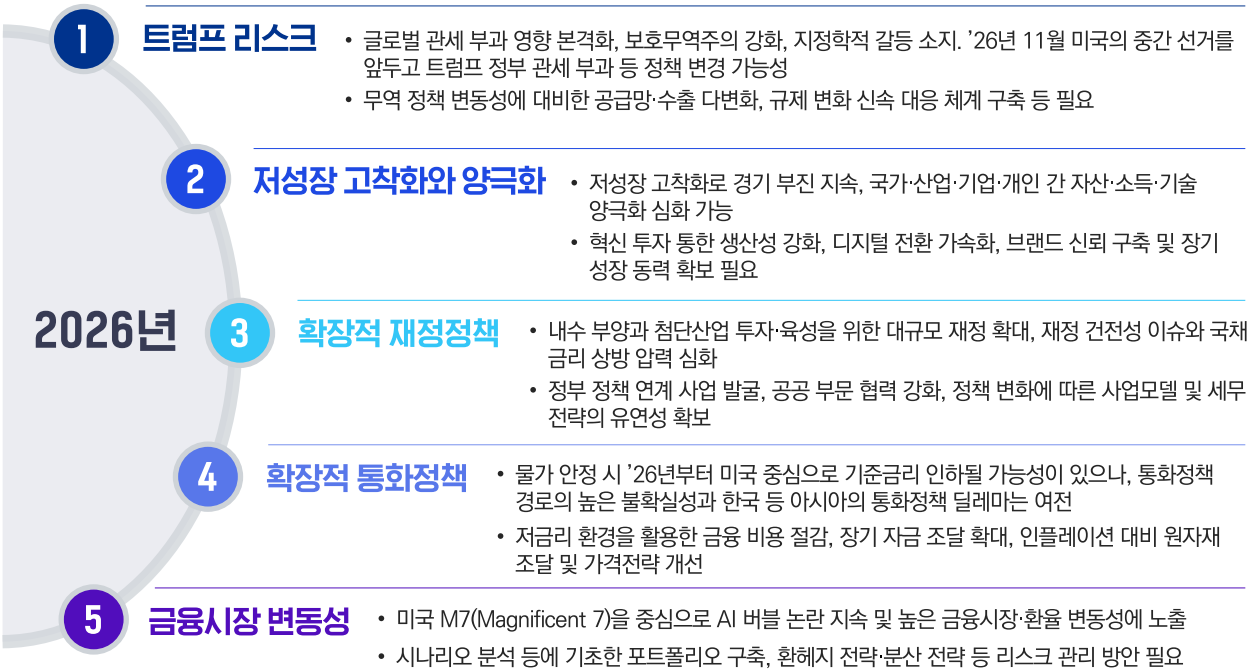 2026년
1
트럼프 리스크
• 글로벌 관세 부과 영향 본격화, 보호무역주의 강화, 지정학적 갈등 소지. ’26년 11월 미국의 중간 선거를
앞두고 트럼프 정부 관세 부과 등 정책 변경 가능성
• 무역 정책 변동성에 대비한 공급망·수출 다변화, 규제 변화 신속 대응 체계 구축 등 필요
2
저성장 고착화와 양극화
• 저성장 고착화로 경기 부진 지속, 국가·산업·기업·개인 간 자산·소득·기술
양극화 심화 가능
• 혁신 투자 통한 생산성 강화, 디지털 전환 가속화, 브랜드 신뢰 구축 및 장기
성장 동력 확보 필요
3
확장적 재정정책
• 내수 부양과 첨단산업 투자·육성을 위한 대규모 재정 확대, 재정 건전성 이슈와 국채
금리 상방 압력 심화
• 정부 정책 연계 사업 발굴, 공공 부문 협력 강화, 정책 변화에 따른 사업모델 및 세무
전략의 유연성 확보
4
확장적 통화정책
• 물가 안정 시 ’26년부터 미국 중심으로 기준금리 인하될 가능성이 있으나, 통화정책
경로의 높은 불확실성과 한국 등 아시아의 통화정책 딜레마는 여전
• 저금리 환경을 활용한 금융 비용 절감, 장기 자금 조달 확대, 인플레이션 대비 원자재
조달 및 가격전략 개선
5
금융시장 변동성
• 미국 M7(Magnificent 7)을 중심으로 AI 버블 논란 지속 및 높은 금융시장·환율 변동성에 노출
• 시나리오 분석 등에 기초한 포트폴리오 구축, 환헤지 전략·분산 전략 등 리스크 관리 방안 필요